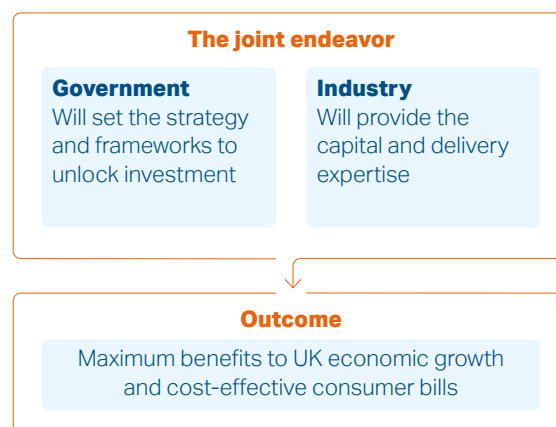 The joint endeavor
Government
Will set the strategy
and frameworks to
unlock investment
Industry
Will provide the
capital and delivery
expertise
Outcome
Maximum benefits to UK economic growth
and cost-effective consumer bills